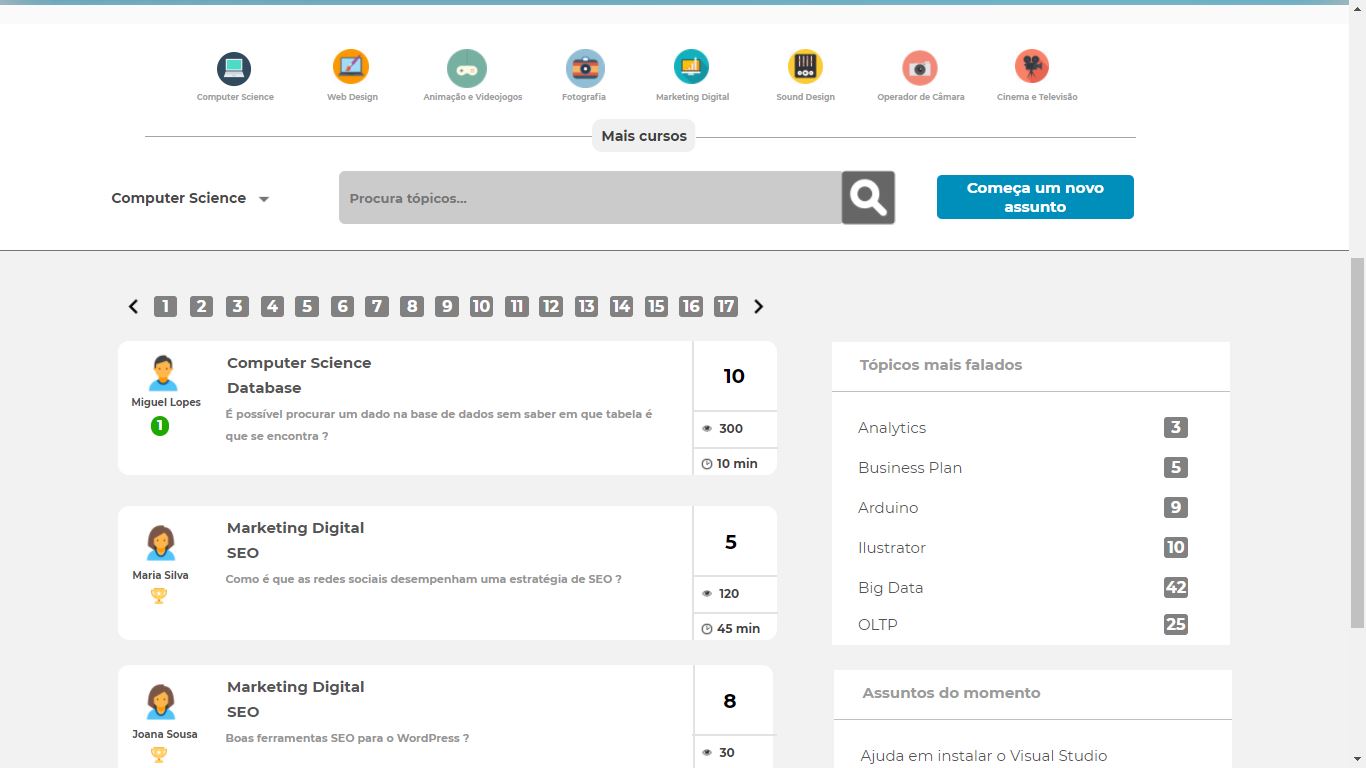 Computer Science
Web Design
Animação e Videojogos
Fotografia
Marketing Digital
Sound Design
Operador de Câmara
Cinema e Televisão
Mais cursos
Computer Science
Procura tópicos...
Começa um novo
assunto
1 2 3 4 5 6 7 8 9 10 11 12 13 14 15 16 17
Miguel Lopes
1
Computer Science
Database
É possível procurar um dado na base de dados sem saber em que tabela é
que se encontra ?
10
300
10 min
Maria Silva
Marketing Digital
SEO
Como é que as redes sociais desempenham uma estratégia de SEO ?
5
120
45 min
Joana Sousa
Marketing Digital
SEO
Boas ferramentas SEO para o WordPress ?
8
30
Tópicos mais falados
Analytics 3
Business Plan 5
Arduino 9
Ilustrator 10
Big Data 42
OLTP 25
Assuntos do momento
Ajuda em instalar o Visual Studio